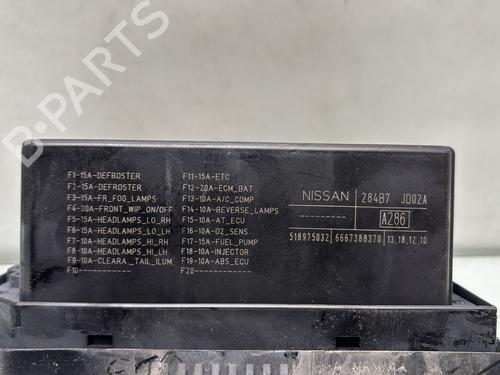 F1-15A-DEFROSTER
F2-15A-DEFROSTER
F3-15A-FR_FOG_LAMPS
F4-30A-FRONT_WIP_ON/OFF
F5-15A-HEADLAMPS_LO_RH
F6-15A-HEADLAMPS_LO_LH
F7-10A-HEADLAMPS_HI_RH
F8-10A-HEADLAMPS_HI_LH
F9-10A-CLEARA_TAIL_ILUM.
F10------------
F11-15A-ETC
F12-20A-ECM_BAT
F13-10A-A/C_COMP
F14-10A-REVERSE_LAMPS
F15-10A-AT_ECU
F16-10A-O2_SENS
F17-15A-FUEL_PUMP
F18-10A-INJECTOR
F19-10A-ABS_ECU
F20------------
NISSAN 284B7 JD02A
A286
518975032 6667388370 13,18,12,10
B-PARTS